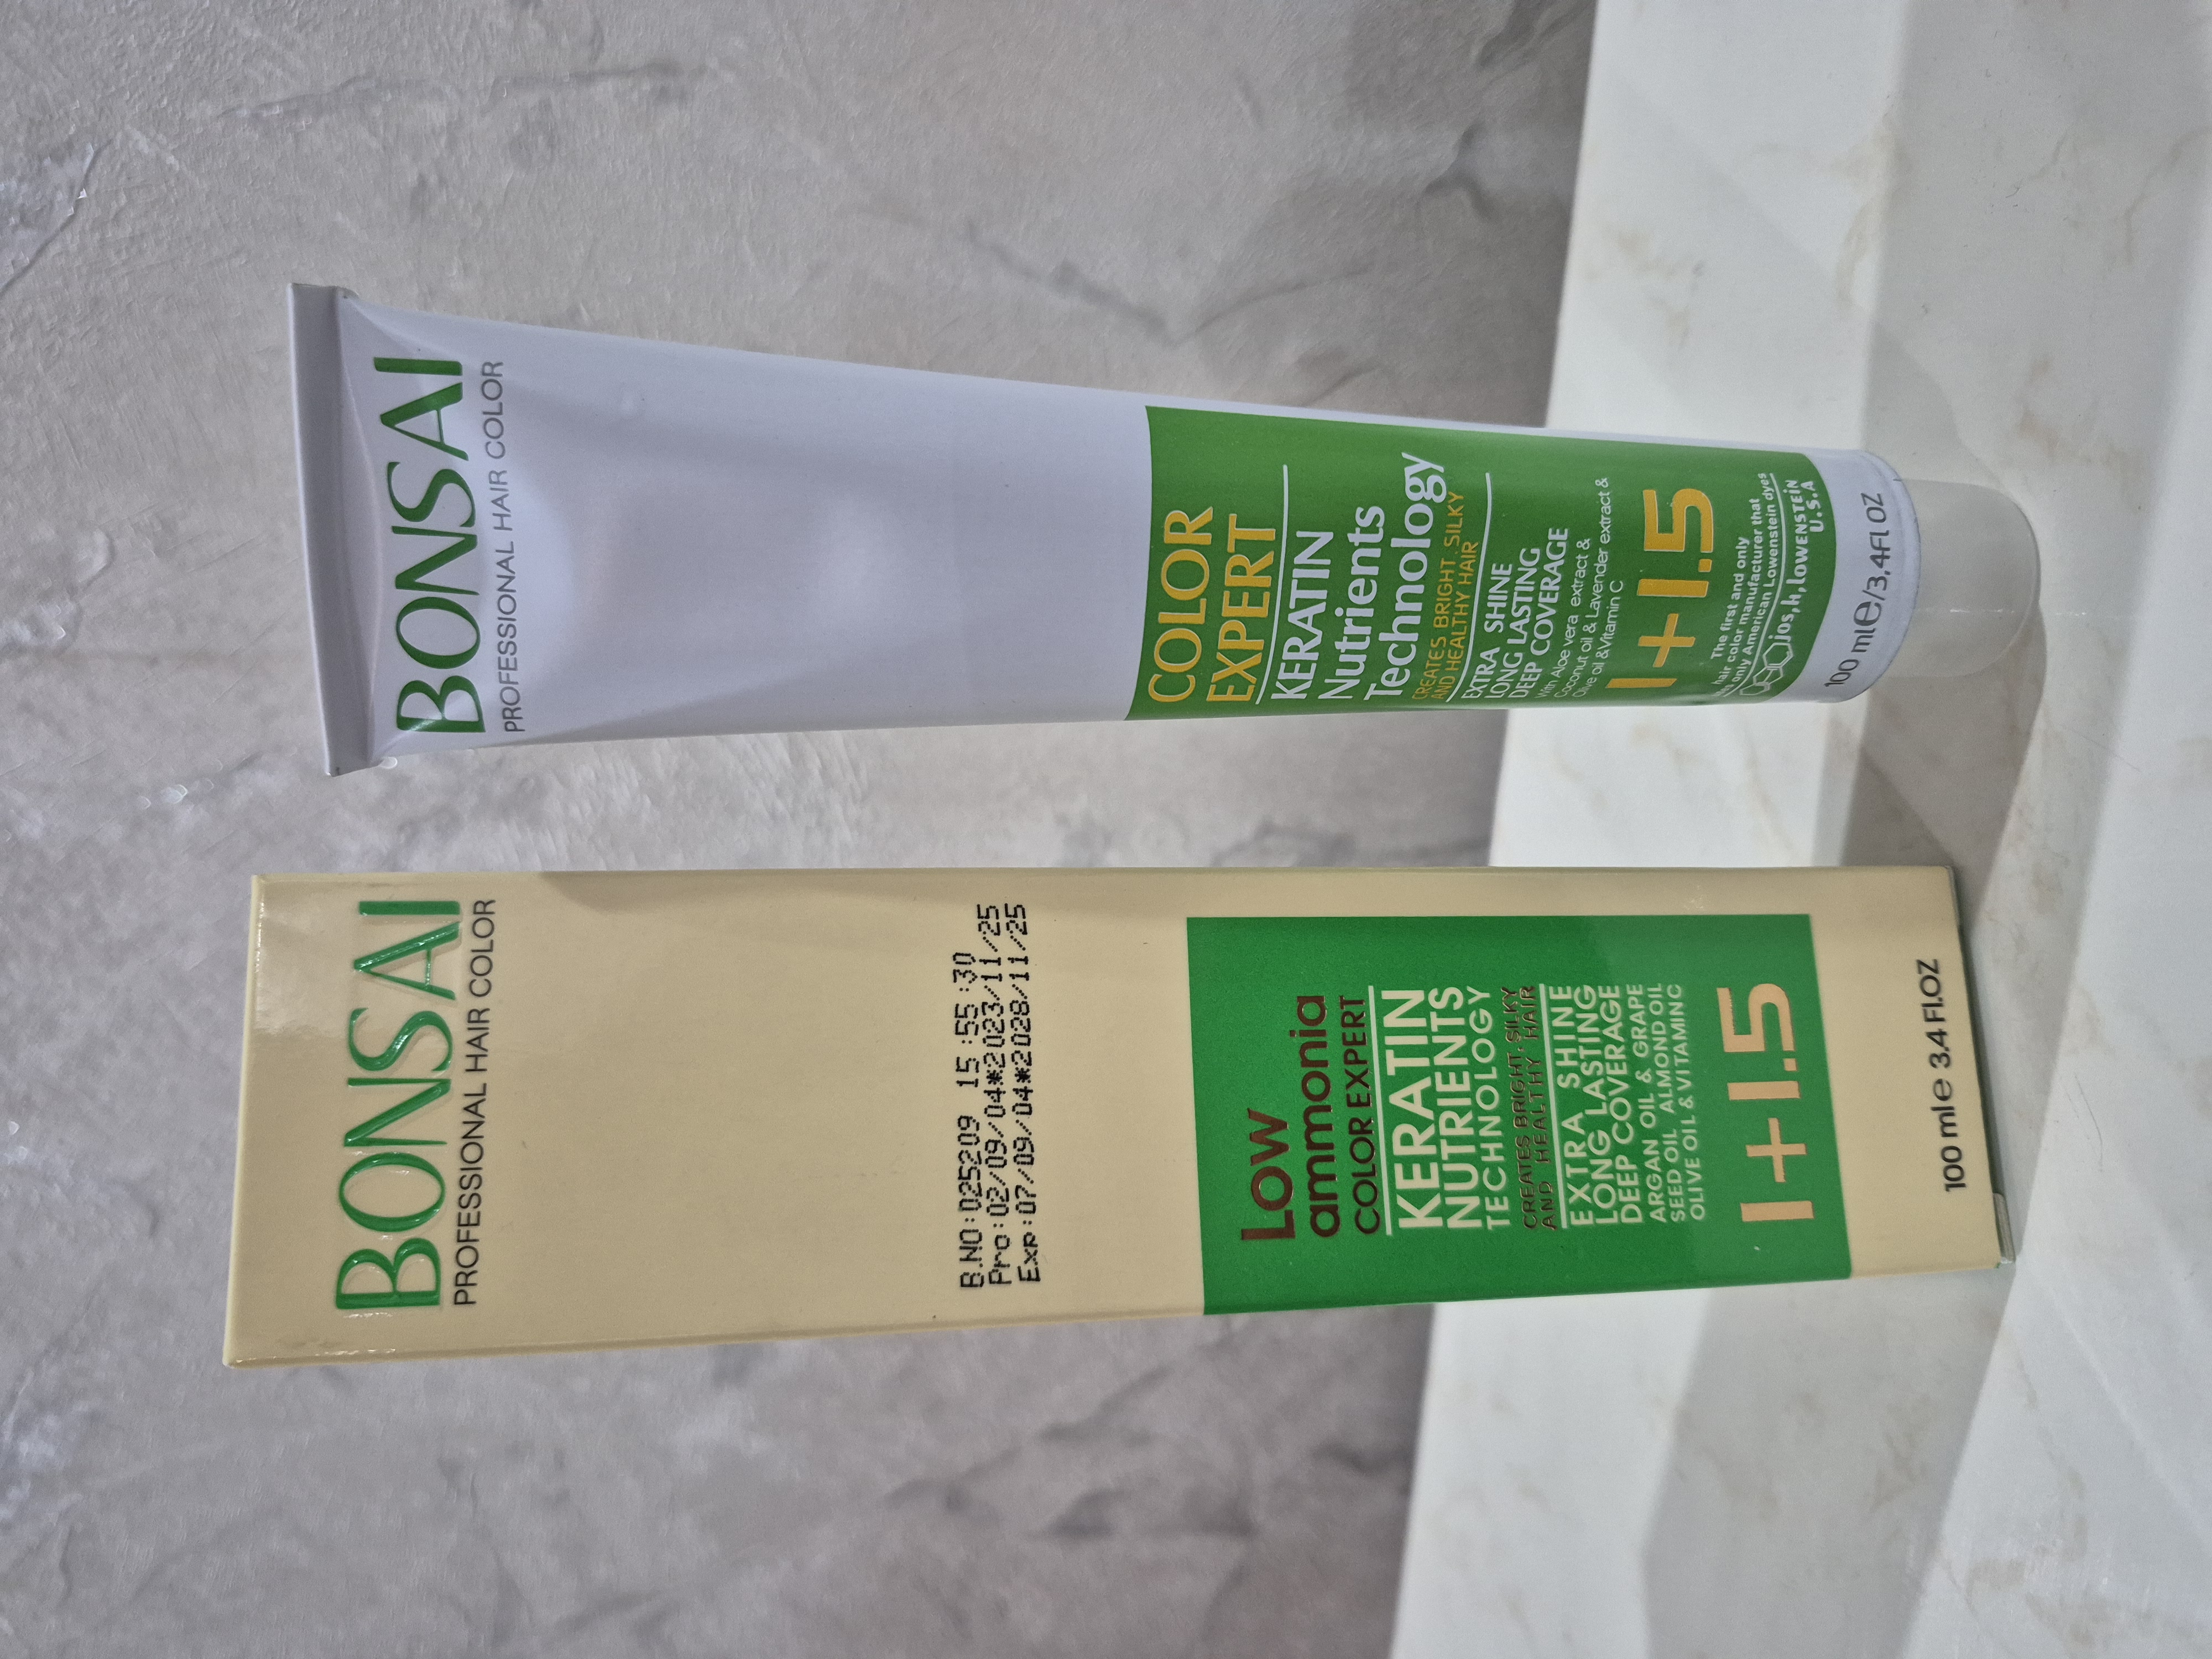 BONSAI
PROFESSIONAL HAIR COLOR
B.NO:025209 15:55:30
Pro:02/09/04*2023/11/25
Exp:07/09/04*2028/11/25
Low
ammonia
COLOR EXPERT
KERATIN
NUTRIENTS
TECHNOLOGY
CREATES BRIGHT, SILKY
AND HEALTHY HAIR
EXTRA SHINE
LONG LASTING
DEEP COVERAGE
ARGAN OIL & GRAPE
SEED OIL ALMOND OIL
OLIVE OIL & VITAMINC
1+1.5
100 ml e 3.4 FI.OZ
BONSAI
PROFESSIONAL HAIR COLOR
COLOR
EXPERT
KERATIN
Nutrients
Technology
CREATES BRIGHT, SILKY
AND HEALTHY HAIR
EXTRA SHINE
LONG LASTING
DEEP COVERAGE
With Aloe vera extract &
Coconut oil & Lavender extract &
Olive oil &Vitamin C
1+1.5
The first and only
hair color manufacturer that
only American Lowenstein dyes
jos,h,lowENSTEiN
U.S.A
100 ml e/3,4Fl OZ